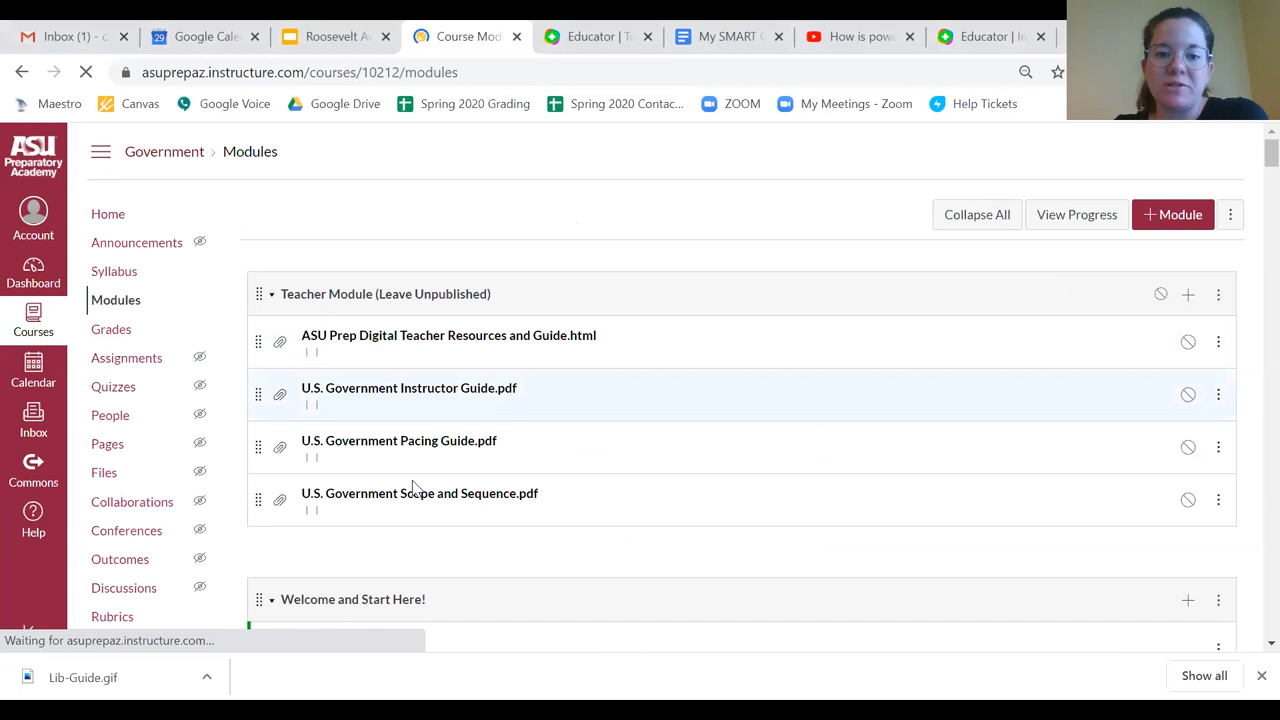 Inbox (1) - c
29 Google Cale
Roosevelt A
Course Mod
Educator | To
My SMART G
How is pow
Educator | In
asuprepaz.instructure.com/courses/10212/modules
Maestro Canvas Google Voice Google Drive Spring 2020 Grading Spring 2020 Contac... ZOOM My Meetings - Zoom Help Tickets
ASU
Preparatory
Academy
Account
Dashboard
Courses
Calendar
Inbox
Commons
Help
Government › Modules
Home
Announcements
Syllabus
Modules
Grades
Assignments
Quizzes
People
Pages
Files
Collaborations
Conferences
Outcomes
Discussions
Rubrics
Collapse All View Progress + Module
Teacher Module (Leave Unpublished)
ASU Prep Digital Teacher Resources and Guide.html
| |
U.S. Government Instructor Guide.pdf
| |
U.S. Government Pacing Guide.pdf
| |
U.S. Government Scope and Sequence.pdf
| |
Welcome and Start Here!
Waiting for asuprepaz.instructure.com...
Lib-Guide.gif
Show all